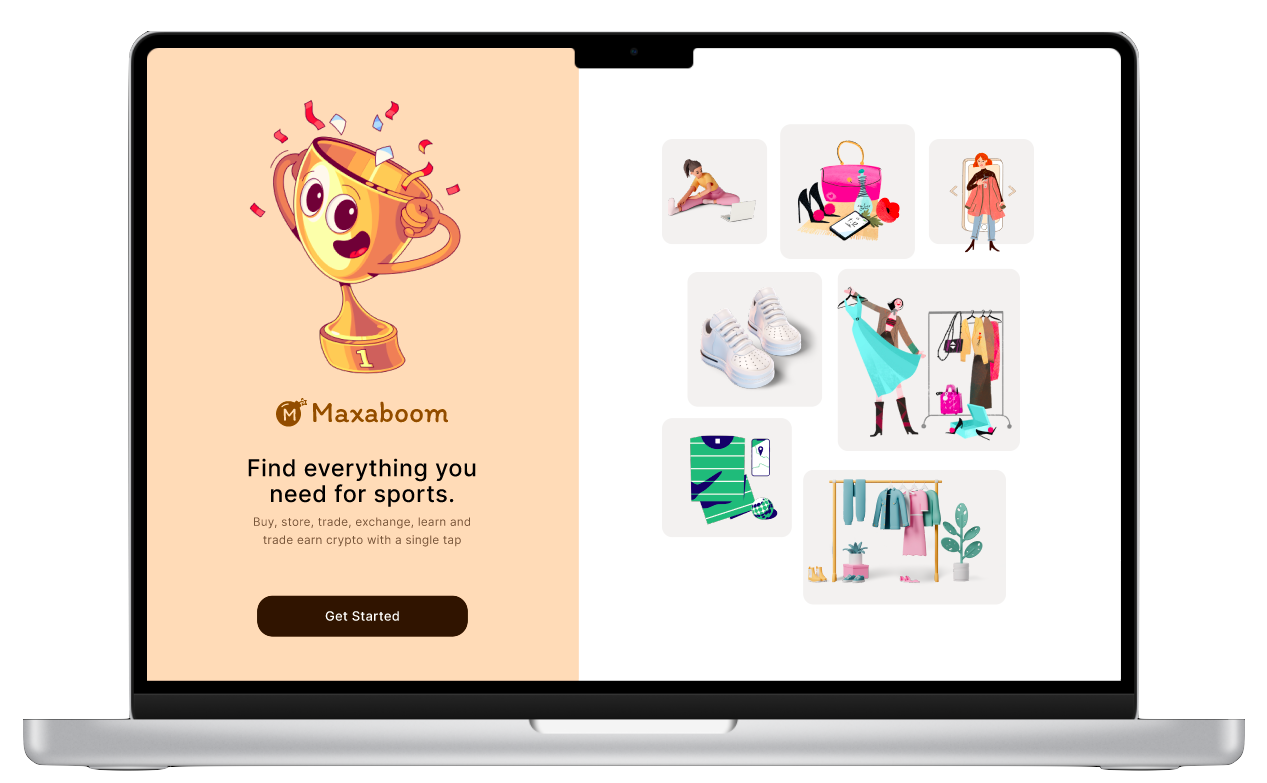 1
M Maxaboom
Find everything you
need for sports.
Buy, store, trade, exchange, learn and
trade earn crypto with a single tap
Get Started